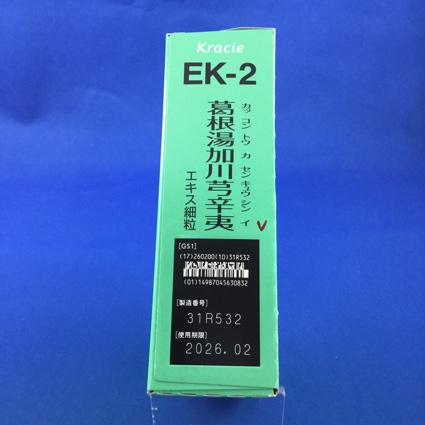 Kracie
EK-2
葛根湯加川芎辛夷
カッ コン トウ カ セン キュウ シン イ
エキス細粒
[GS1]
(17)260200(10)31R532
(01)14987045630832
[製造番号]
31R532
[使用期限]
2026.02